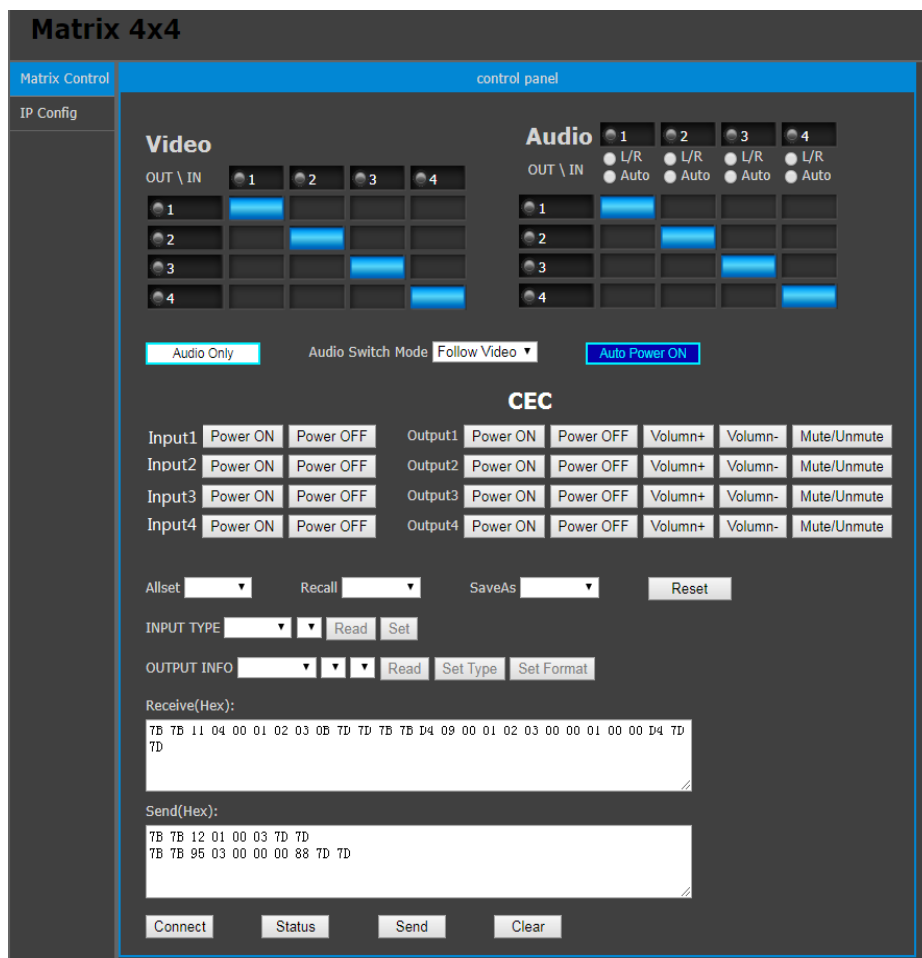 Matrix 4x4
Matrix Control
control panel
IP Config
Video
OUT \ IN 1 2 3 4
1
2
3
4
Audio 1 2 3 4
OUT \ IN L/R L/R L/R L/R
Auto Auto Auto Auto
1
2
3
4
Audio Only Audio Switch Mode Follow Video Auto Power ON
CEC
Input1 Power ON Power OFF Output1 Power ON Power OFF Volumn+ Volumn- Mute/Unmute
Input2 Power ON Power OFF Output2 Power ON Power OFF Volumn+ Volumn- Mute/Unmute
Input3 Power ON Power OFF Output3 Power ON Power OFF Volumn+ Volumn- Mute/Unmute
Input4 Power ON Power OFF Output4 Power ON Power OFF Volumn+ Volumn- Mute/Unmute
Allset Recall SaveAs Reset
INPUT TYPE Read Set
OUTPUT INFO Read Set Type Set Format
Receive(Hex):
7B 7B 11 04 00 01 02 03 0B 7D 7D 7B 7B D4 09 00 01 02 03 00 00 01 00 00 D4 7D
7D
Send(Hex):
7B 7B 12 01 00 03 7D 7D
7B 7B 95 03 00 00 00 88 7D 7D
Connect Status Send Clear